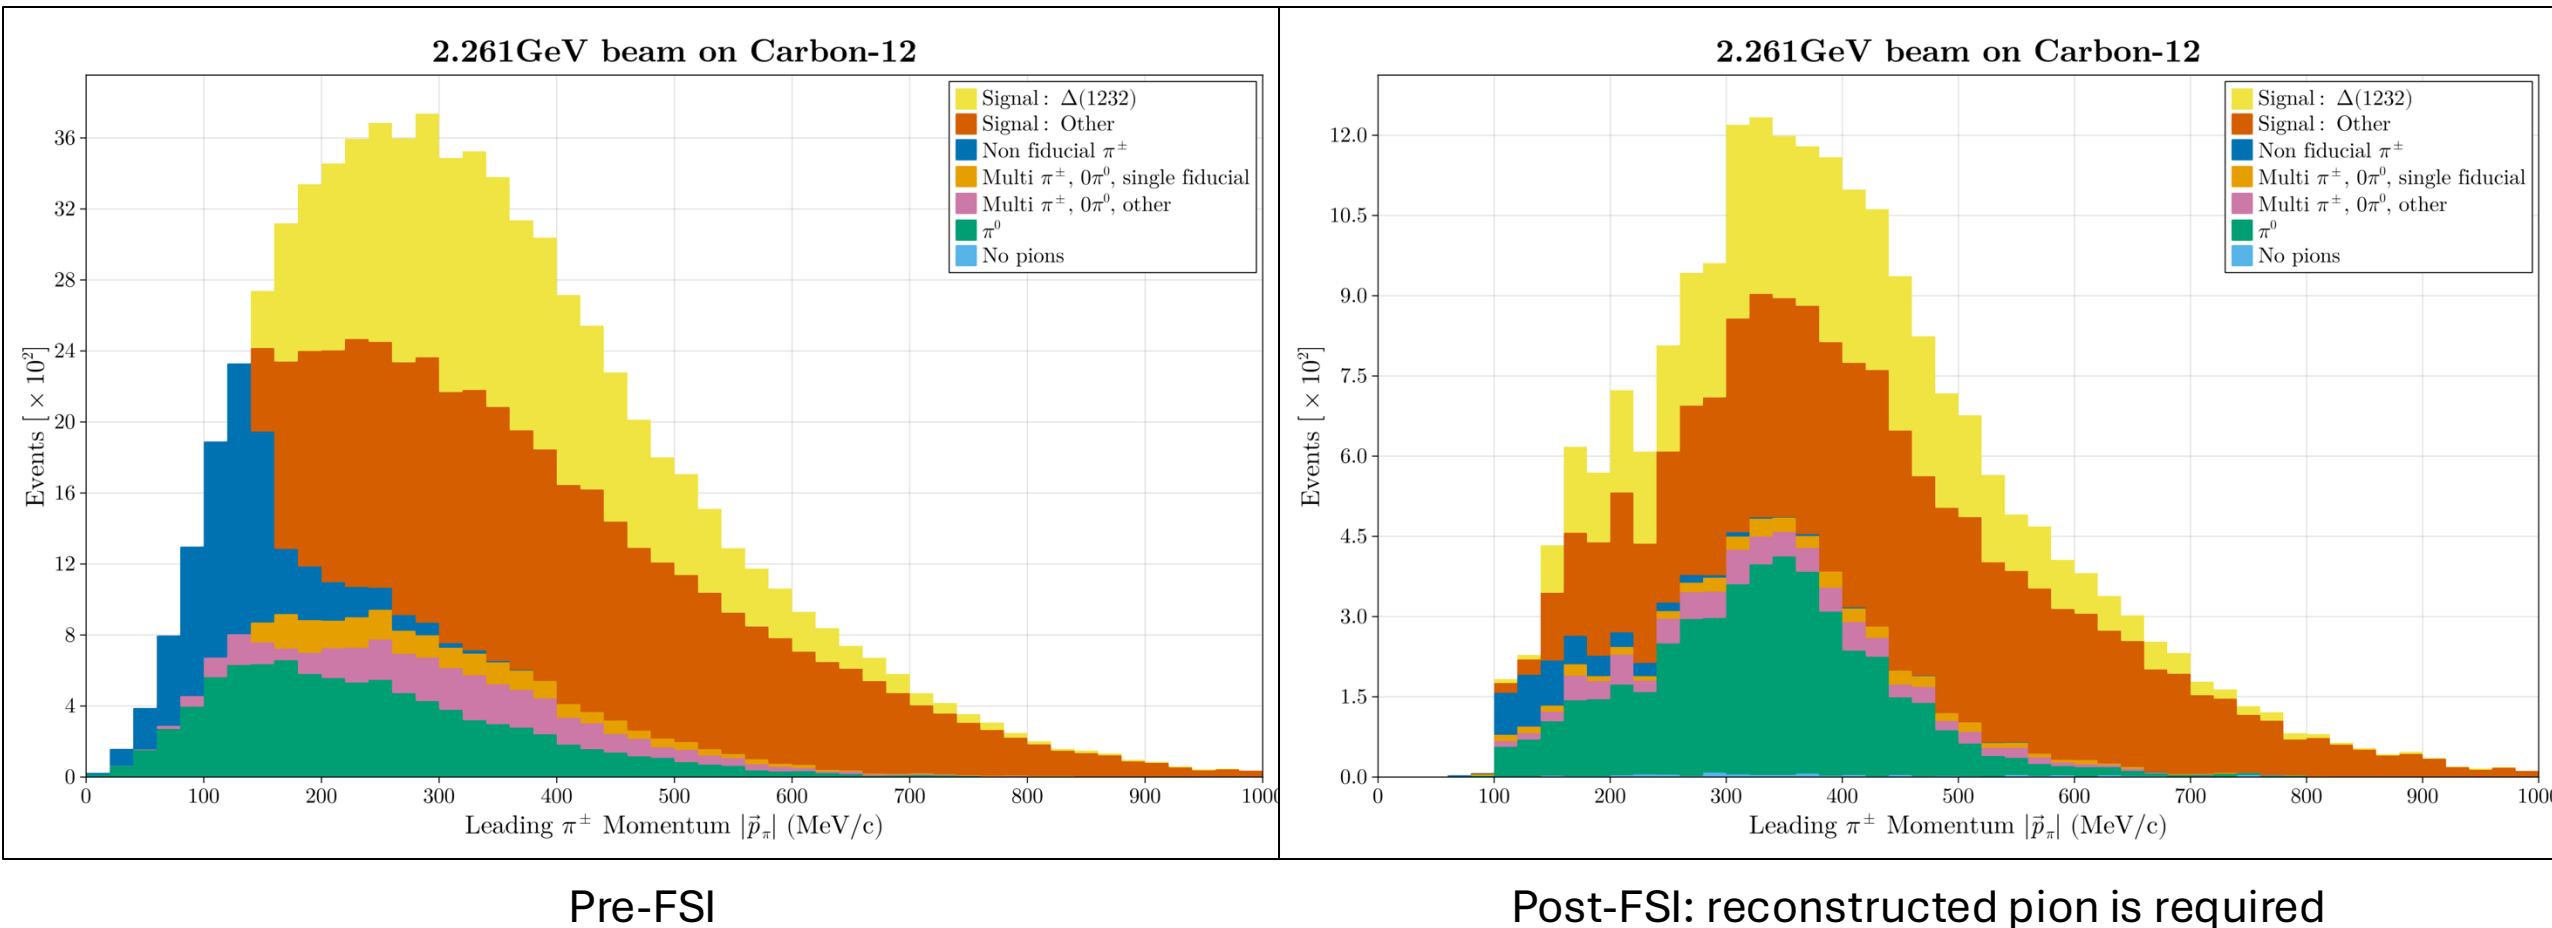 2.261GeV beam on Carbon-12
Signal: Δ(1232)
Signal: Other
Non fiducial π±
Multi π±, 0π⁰, single fiducial
Multi π±, 0π⁰, other
π⁰
No pions
Events [×10²]
36
32
28
24
20
16
12
8
4
0
0 100 200 300 400 500 600 700 800 900 1000
Leading π± Momentum |p⃗π| (MeV/c)
Pre-FSI
2.261GeV beam on Carbon-12
Signal: Δ(1232)
Signal: Other
Non fiducial π±
Multi π±, 0π⁰, single fiducial
Multi π±, 0π⁰, other
π⁰
No pions
Events [×10²]
12.0
10.5
9.0
7.5
6.0
4.5
3.0
1.5
0.0
0 100 200 300 400 500 600 700 800 900 100
Leading π± Momentum |p⃗π| (MeV/c)
Post-FSI: reconstructed pion is required